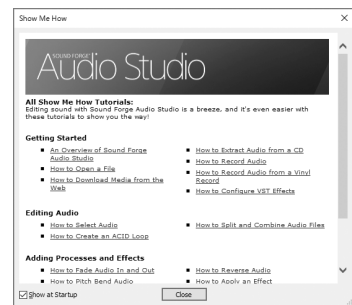 Show Me How
SOUND FORGE
Audio Studio
All Show Me How Tutorials:
Editing sound with Sound Forge Audio Studio is a breeze, and it's even easier with
these tutorials to show you the way!
Getting Started
An Overview of Sound Forge
Audio Studio
How to Open a File
How to Download Media from the
Web
How to Extract Audio from a CD
How to Record Audio
How to Record Audio from a Vinyl
Record
How to Configure VST Effects
Editing Audio
How to Select Audio
How to Create an ACID Loop
How to Split and Combine Audio Files
Adding Processes and Effects
How to Fade Audio In and Out
How to Pitch Bend Audio
How to Reverse Audio
How to Apply an Effect
Show at Startup
Close